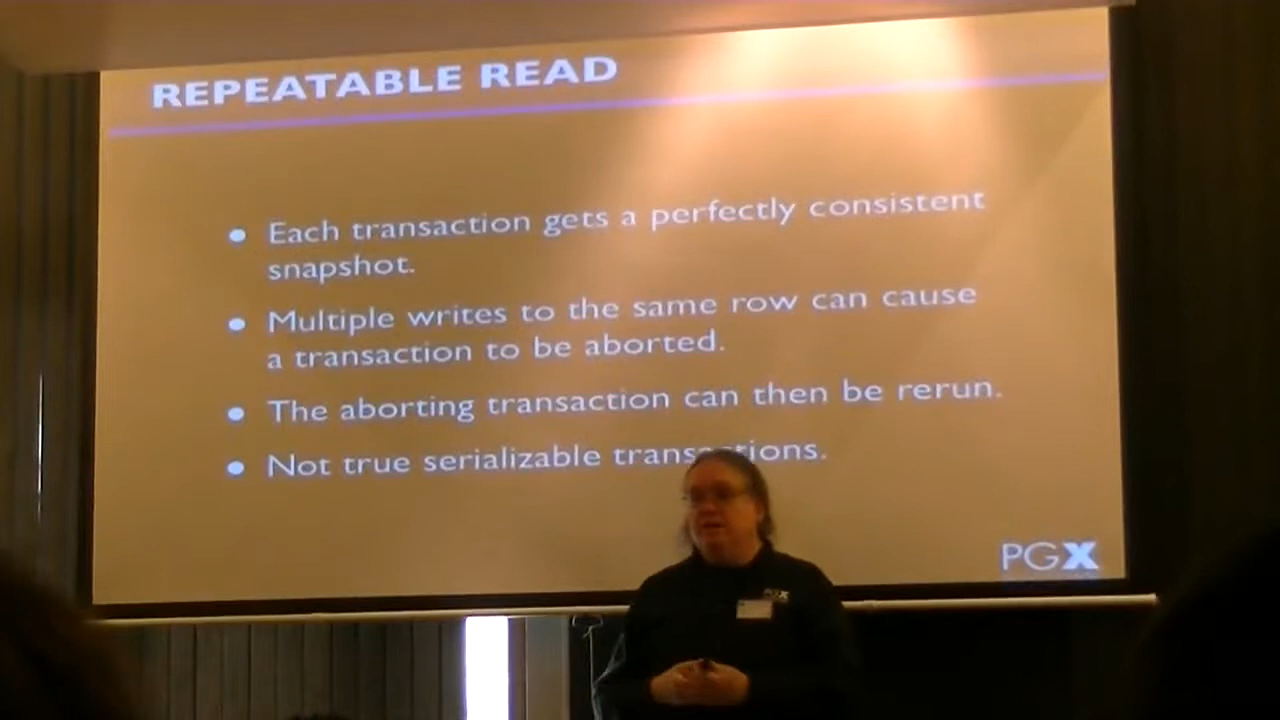 REPEATABLE READ
Each transaction gets a perfectly consistent
snapshot.
Multiple writes to the same row can cause
a transaction to be aborted.
The aborting transaction can then be rerun.
Not true serializable transactions.
PGX